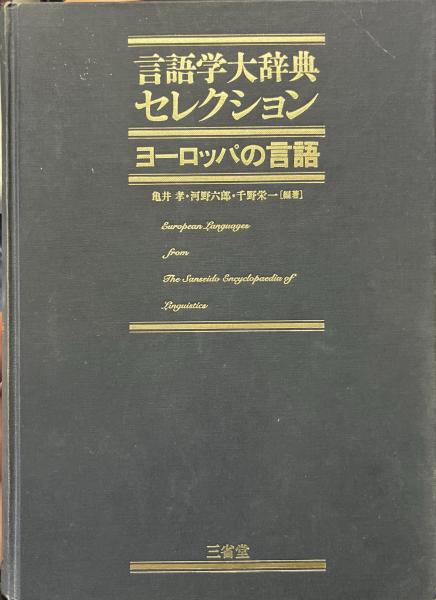 言語学大辞典
セレクション
ヨーロッパの言語
亀井 孝・河野六郎・千野栄一[編著]
European Languages
from
The Sanseido Encyclopaedia of
Linguistics
三省堂